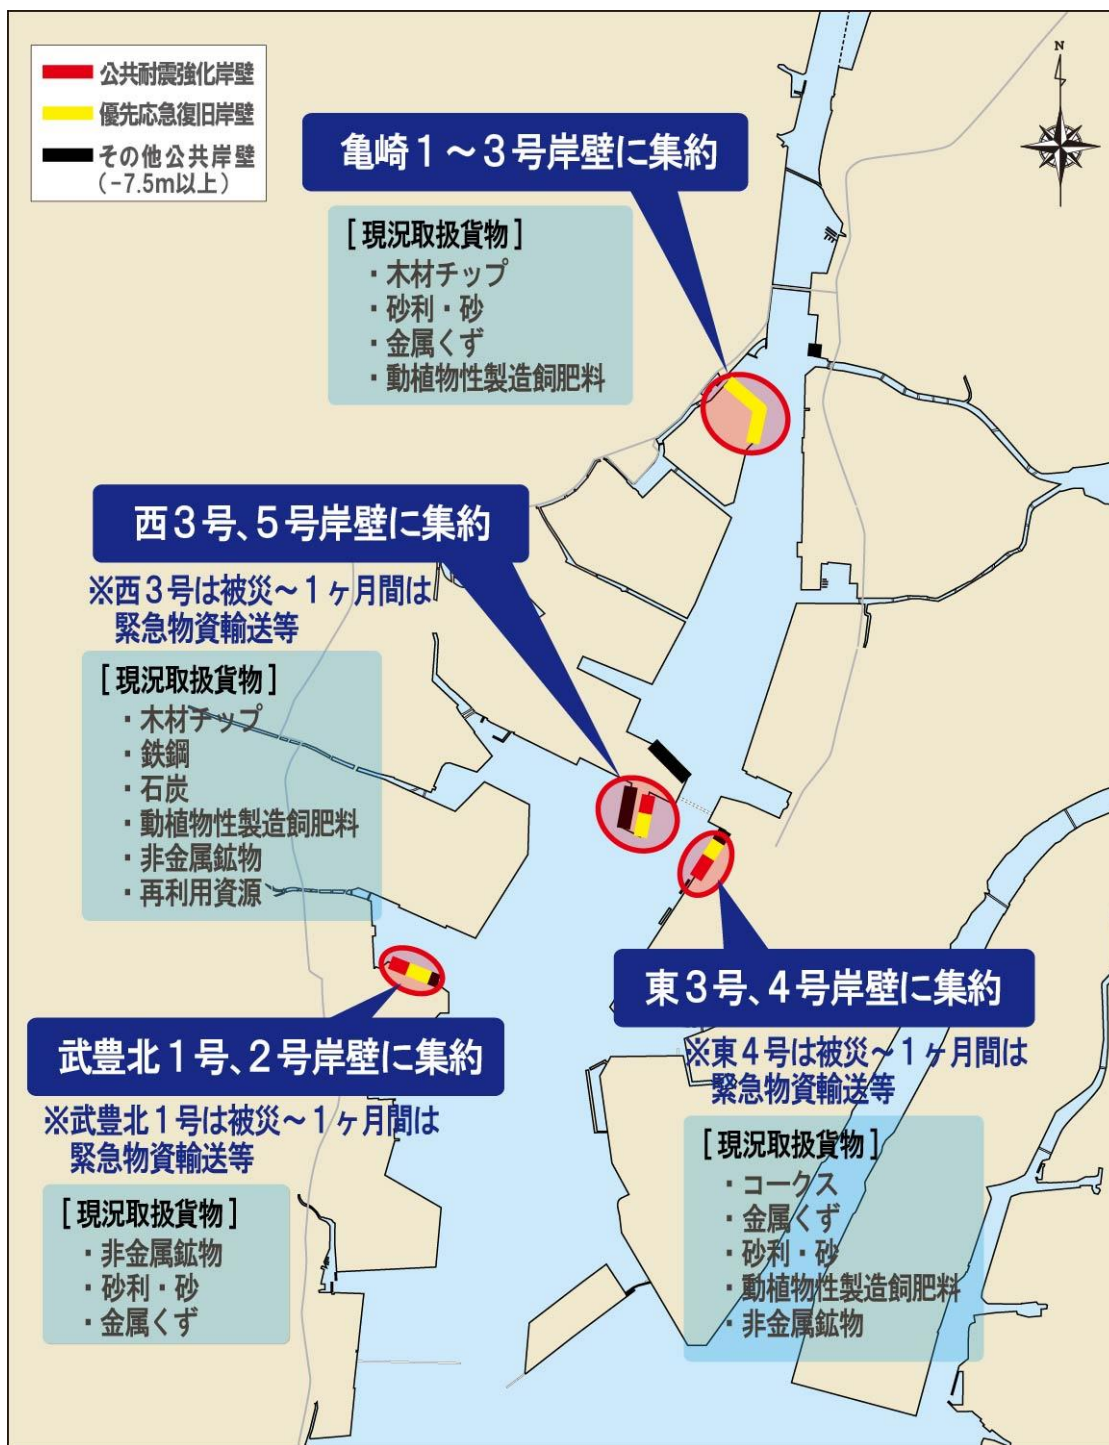 公共耐震強化岸壁
優先応急復旧岸壁
その他公共岸壁
(-7.5m以上)
N
亀崎1～3号岸壁に集約
[現況取扱貨物]
・木材チップ
・砂利・砂
・金属くず
・動植物性製造飼肥料
西3号、5号岸壁に集約
※西3号は被災～1ヶ月間は
緊急物資輸送等
[現況取扱貨物]
・木材チップ
・鉄鋼
・石炭
・動植物性製造飼肥料
・非金属鉱物
・再利用資源
東3号、4号岸壁に集約
※東4号は被災～1ヶ月間は
緊急物資輸送等
[現況取扱貨物]
・コークス
・金属くず
・砂利・砂
・動植物性製造飼肥料
・非金属鉱物
武豊北1号、2号岸壁に集約
※武豊北1号は被災～1ヶ月間は
緊急物資輸送等
[現況取扱貨物]
・非金属鉱物
・砂利・砂
・金属くず